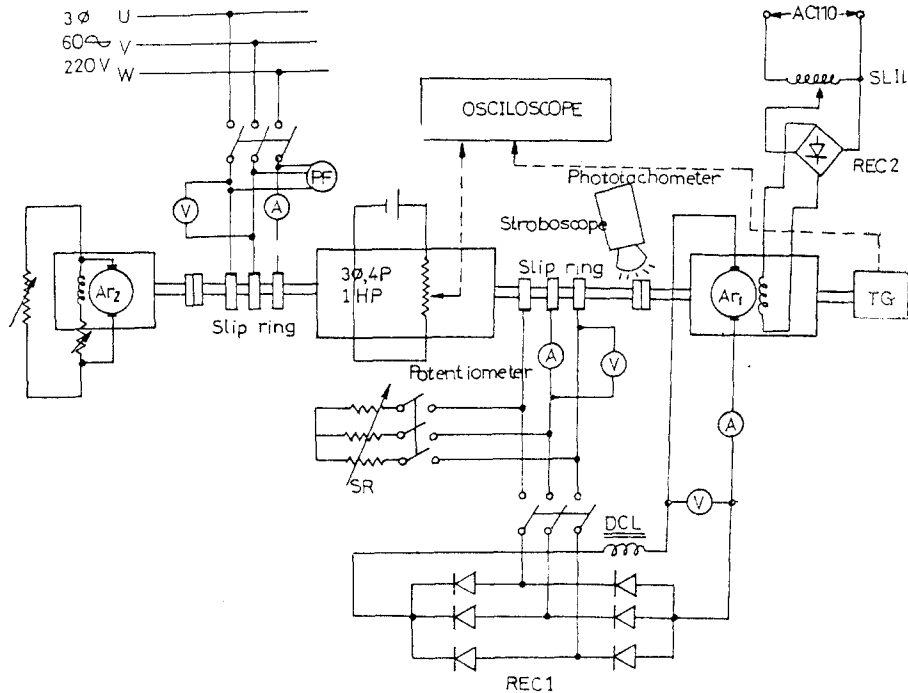 3ø U
60∿ V
220V W
AC110
SLIL
OSCILOSCOPE
REC2
PF
V
A
Phototachometer
Stroboscope
Ar2
3ø,4P
1HP
Slip ring
Slip ring
Ar1
TG
Potentiometer
A
V
A
SR
V
DCL
REC1